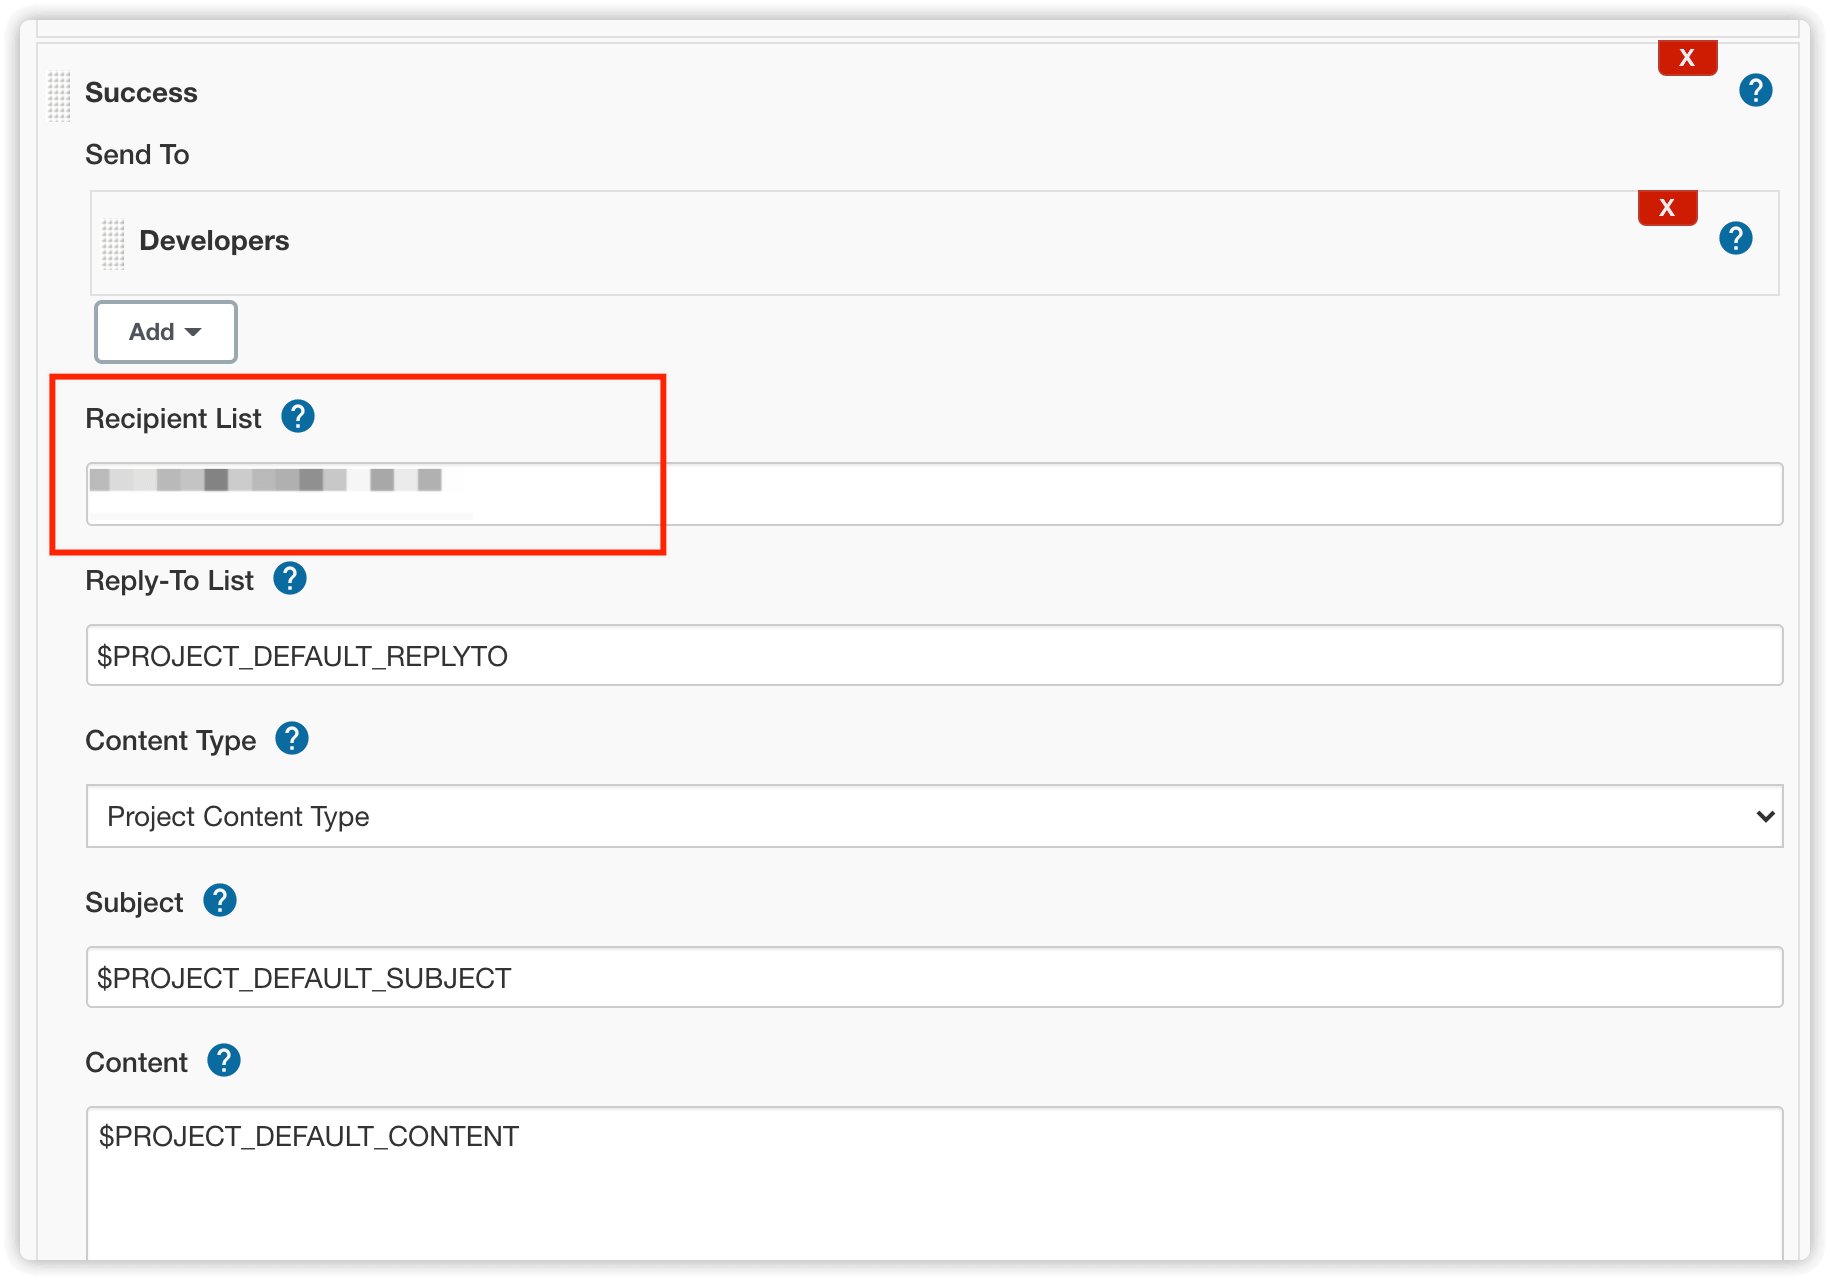 X
Success ?
Send To
X
Developers ?
Add
Recipient List ?
Reply-To List ?
$PROJECT_DEFAULT_REPLYTO
Content Type ?
Project Content Type
Subject ?
$PROJECT_DEFAULT_SUBJECT
Content ?
$PROJECT_DEFAULT_CONTENT